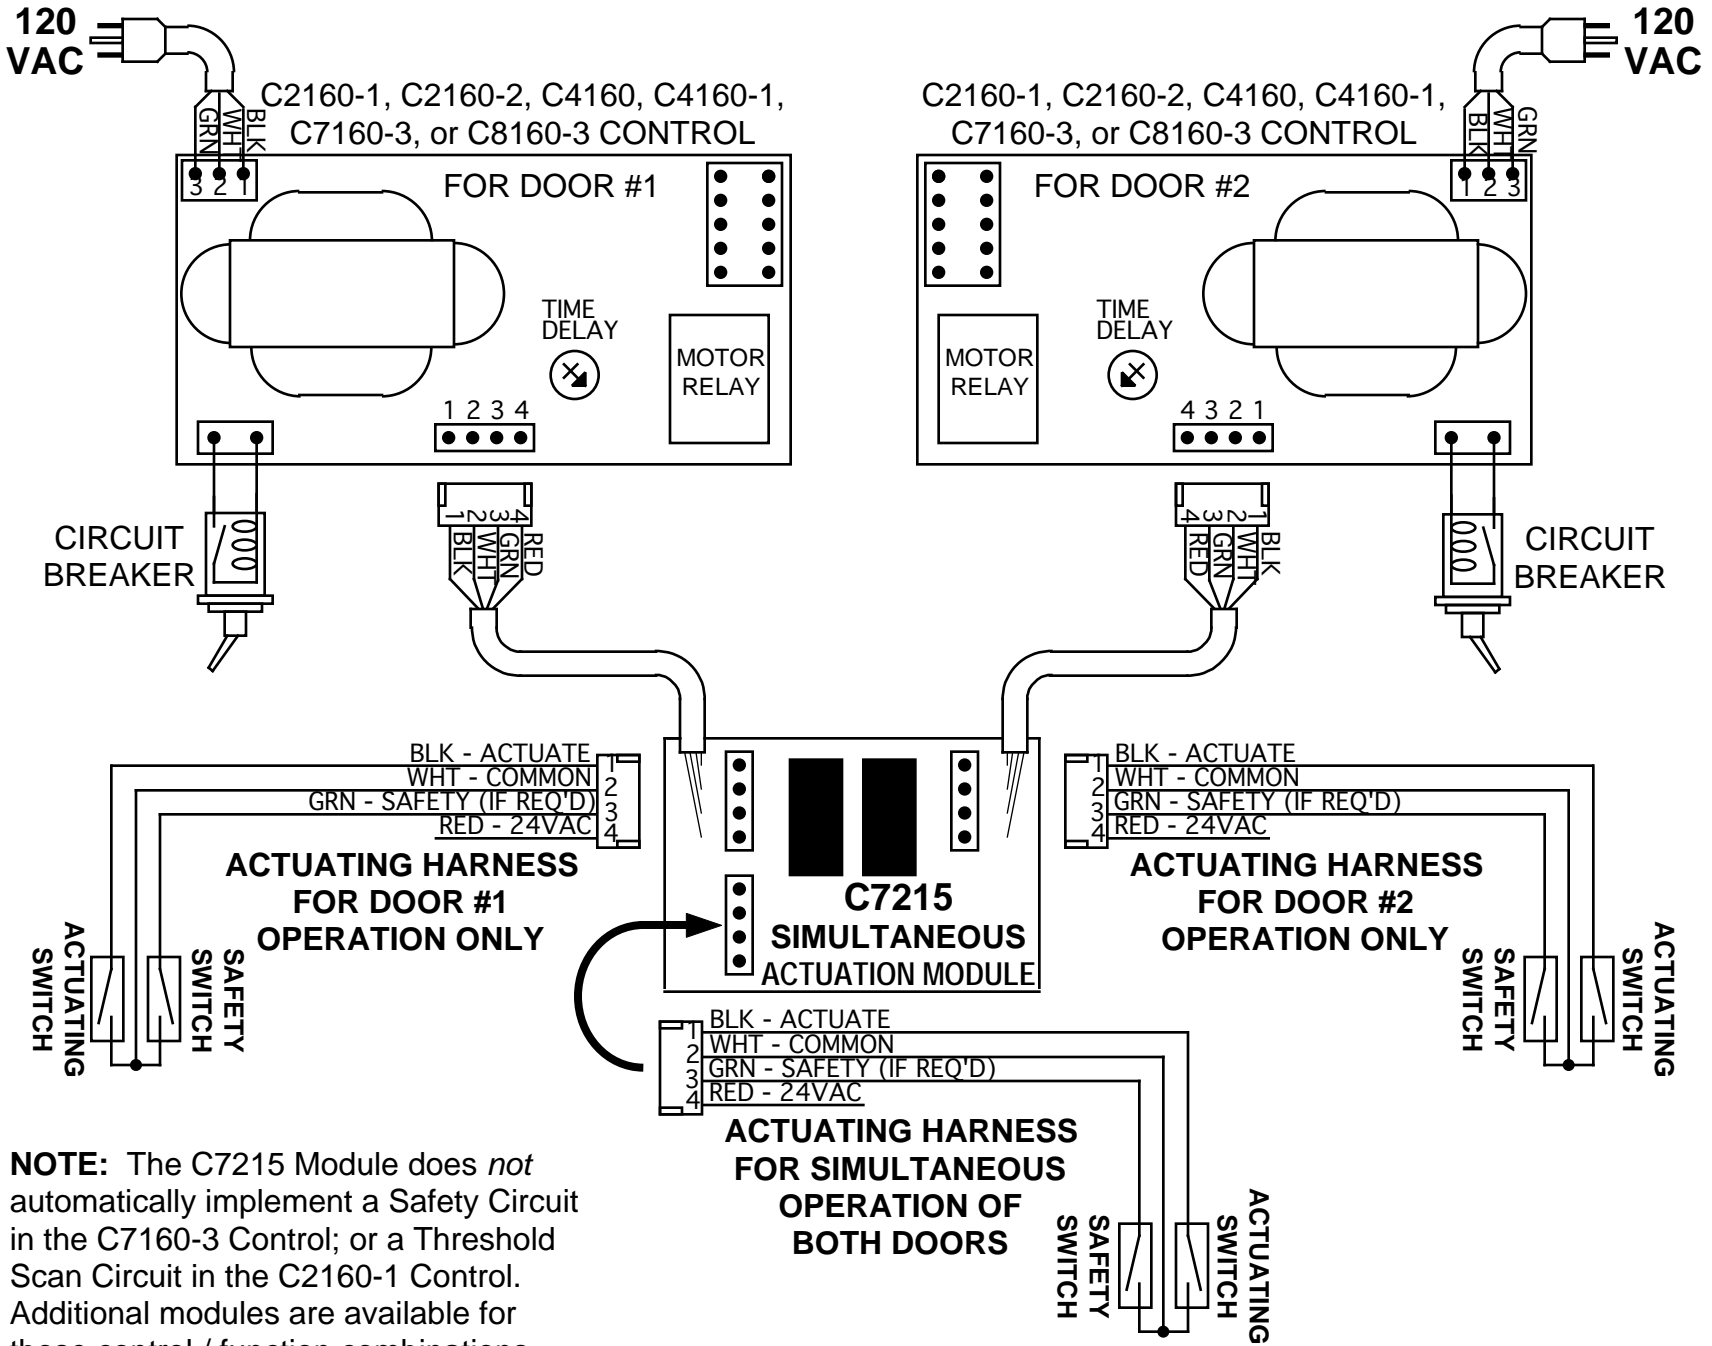 120
VAC
120
VAC
C2160-1, C2160-2, C4160, C4160-1,
C7160-3, or C8160-3 CONTROL
C2160-1, C2160-2, C4160, C4160-1,
C7160-3, or C8160-3 CONTROL
GRN
WHT
BLK
BLK
WHT
GRN
3 2 1
FOR DOOR #1
FOR DOOR #2
1 2 3
TIME
DELAY
MOTOR
RELAY
MOTOR
RELAY
TIME
DELAY
1 2 3 4
4 3 2 1
CIRCUIT
BREAKER
1 2 3 4
BLK
WHT
GRN
RED
4 3 2 1
RED
GRN
WHT
BLK
CIRCUIT
BREAKER
BLK - ACTUATE 1
WHT - COMMON 2
GRN - SAFETY (IF REQ'D) 3
RED - 24VAC 4
ACTUATING HARNESS
FOR DOOR #1
OPERATION ONLY
1 BLK - ACTUATE
2 WHT - COMMON
3 GRN - SAFETY (IF REQ'D)
4 RED - 24VAC
ACTUATING HARNESS
FOR DOOR #2
OPERATION ONLY
C7215
SIMULTANEOUS
ACTUATION MODULE
ACTUATING
SWITCH
SAFETY
SWITCH
SAFETY
SWITCH
ACTUATING
SWITCH
1 BLK - ACTUATE
2 WHT - COMMON
3 GRN - SAFETY (IF REQ'D)
4 RED - 24VAC
ACTUATING HARNESS
FOR SIMULTANEOUS
OPERATION OF
BOTH DOORS
SAFETY
SWITCH
ACTUATING
SWITCH
NOTE: The C7215 Module does not
automatically implement a Safety Circuit
in the C7160-3 Control; or a Threshold
Scan Circuit in the C2160-1 Control.
Additional modules are available for
control / function combinations